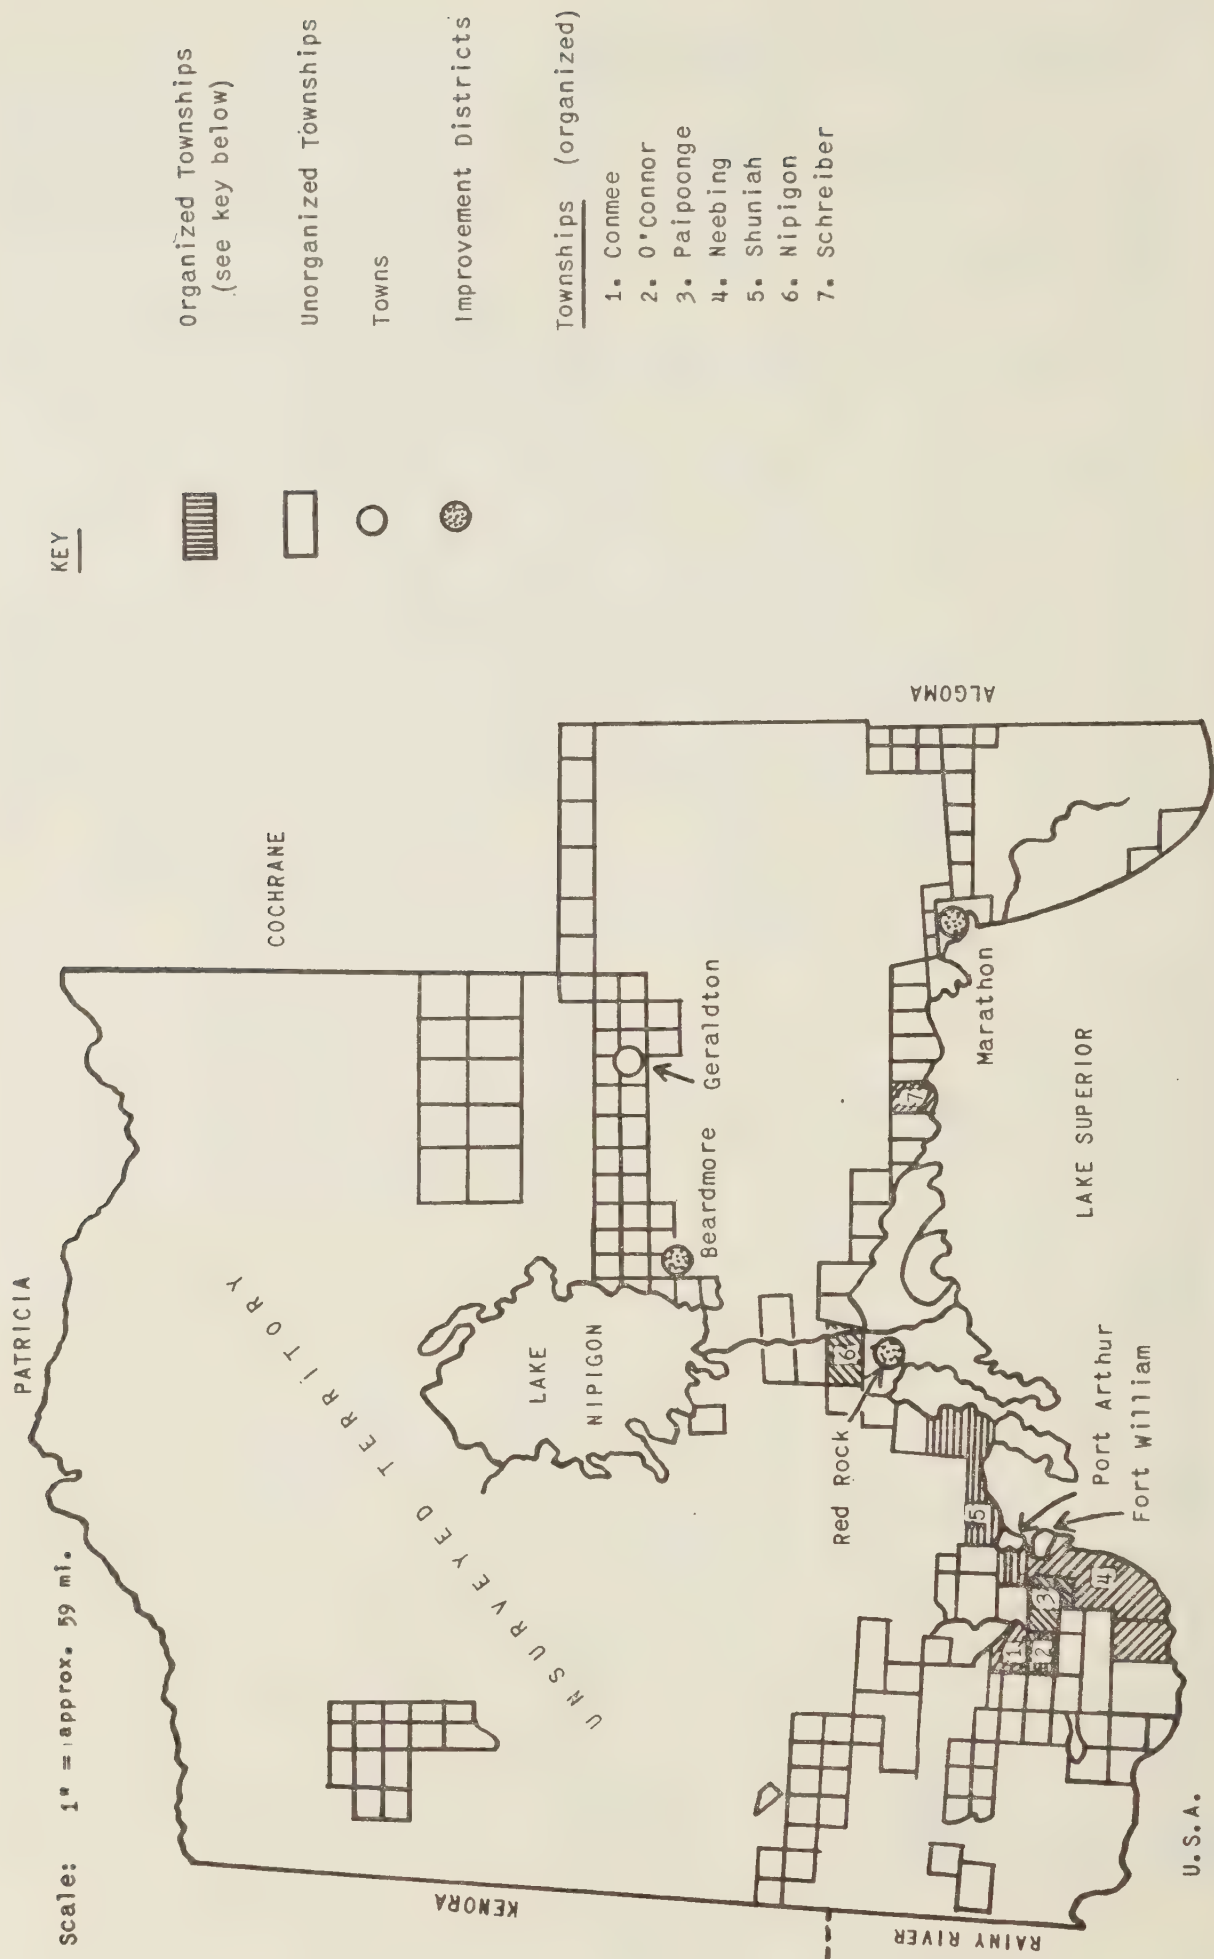 Scale: 1" = approx. 59 mi.
PATRICIA
COCHRANE
KENORA
RAINY RIVER
ALGOMA
U.S.A.
UNSURVEYED TERRITORY
LAKE
NIPIGON
Beardmore
Geraldton
Marathon
Red Rock
LAKE SUPERIOR
Port Arthur
Fort William
1
2
3
4
5
6
7
KEY
Organized Townships
(see key below)
Unorganized Townships
Towns
Improvement Districts
Townships (organized)
1. Conmee
2. O'Connor
3. Paipoonge
4. Neebing
5. Shuniah
6. Nipigon
7. Schreiber